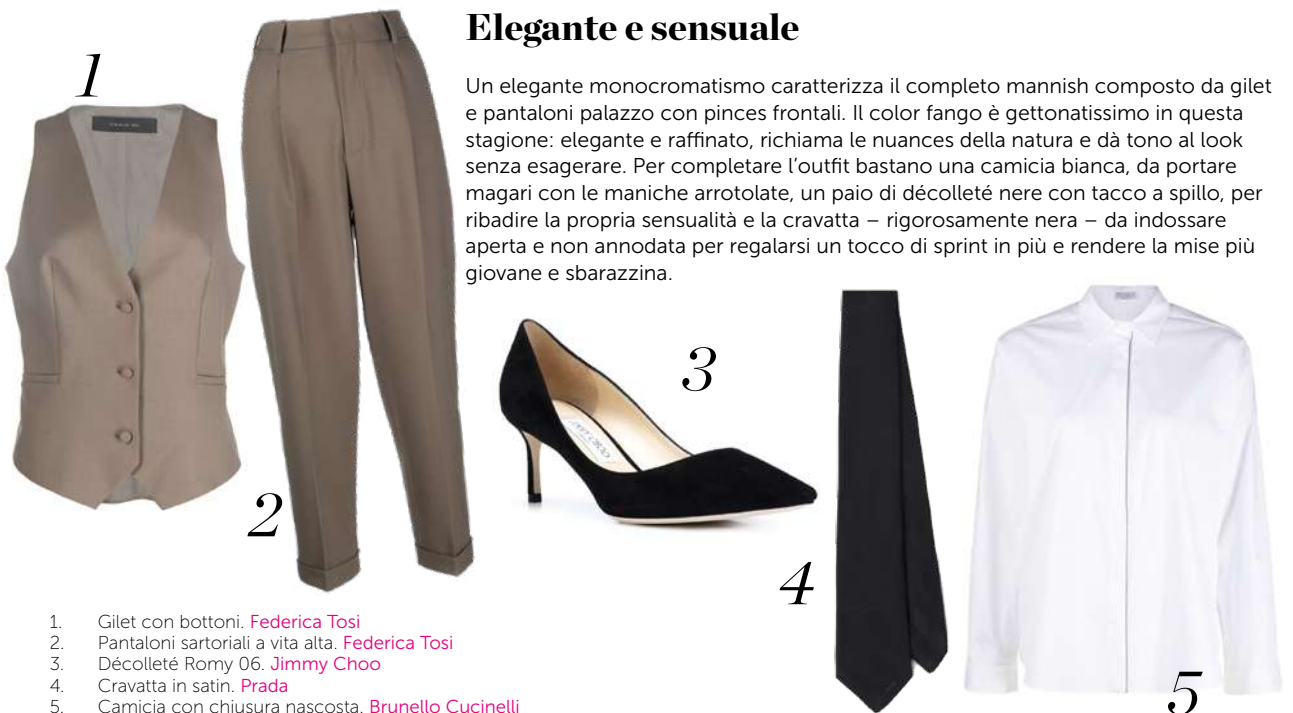 Elegante e sensuale
Un elegante monocromatismo caratterizza il completo mannish composto da gilet
e pantaloni palazzo con pinces frontali. Il color fango è gettonatissimo in questa
stagione: elegante e raffinato, richiama le nuances della natura e dà tono al look
senza esagerare. Per completare l’outfit bastano una camicia bianca, da portare
magari con le maniche arrotolate, un paio di décolleté nere con tacco a spillo, per
ribadire la propria sensualità e la cravatta – rigorosamente nera – da indossare
aperta e non annodata per regalarsi un tocco di sprint in più e rendere la mise più
giovane e sbarazzina.
1
2
3
JIMMY CHOO
4
5
1. Gilet con bottoni. Federica Tosi
2. Pantaloni sartoriali a vita alta. Federica Tosi
3. Décolleté Romy 06. Jimmy Choo
4. Cravatta in satin. Prada
5. Camicia con chiusura nascosta. Brunello Cucinelli